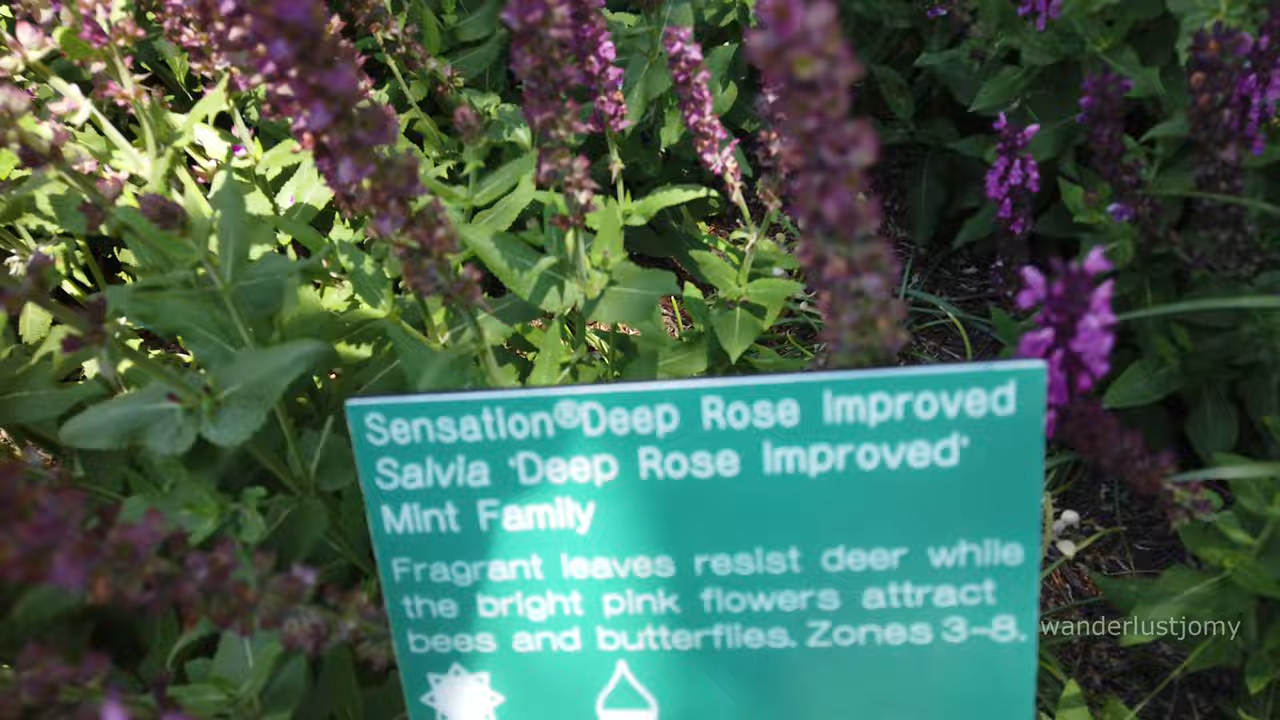 Sensation®Deep Rose Improved
Salvia 'Deep Rose Improved'
Mint Family
Fragrant leaves resist deer while
the bright pink flowers attract
bees and butterflies. Zones 3-8.
wanderlustjomy